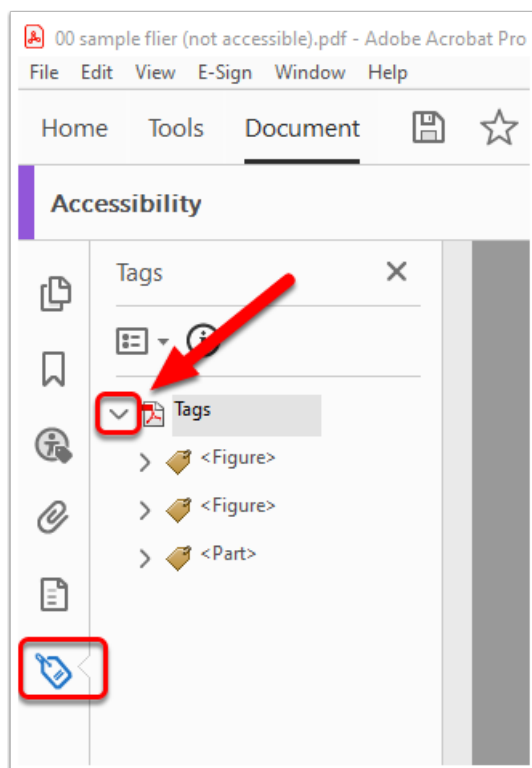 00 sample flier (not accessible).pdf - Adobe Acrobat Pro
File Edit View E-Sign Window Help
Home Tools Document
Accessibility
Tags
Tags
<Figure>
<Figure>
<Part>